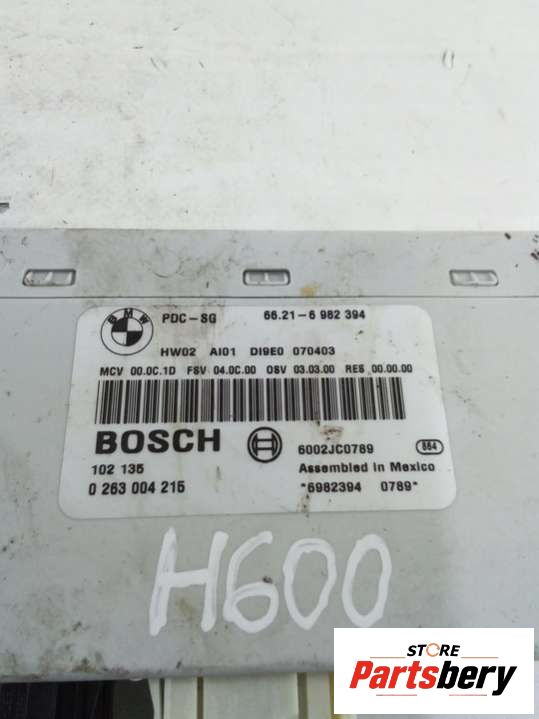 BMW
PDC-SG 66.21-6 982 394
HW02 AI01 DI9E0 070403
MCV 00.0C.1D FSV 04.0C.00 OSV 03.03.00 RES 00.00.00
BOSCH 6002JC0789 864
102 135 Assembled in Mexico
0 263 004 215 *6982394 0789*
H600
STORE
Partsbery